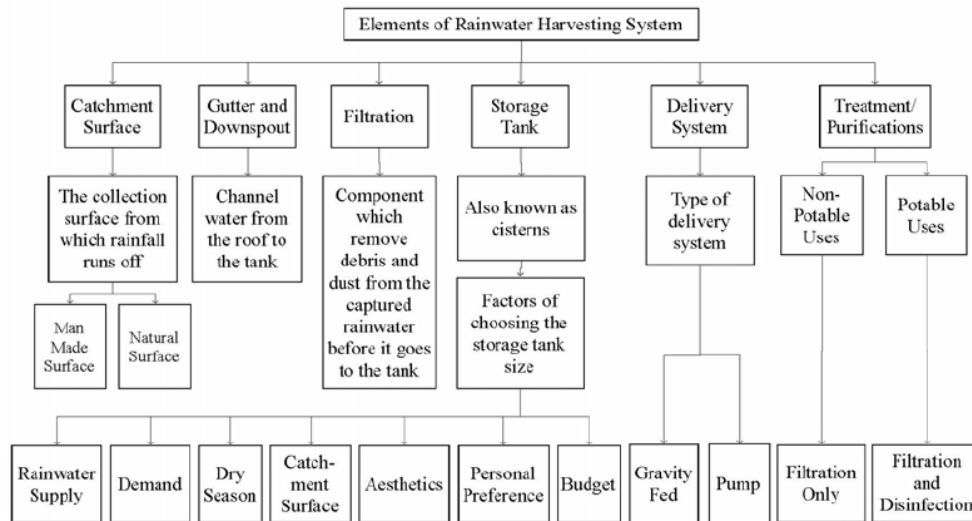 Elements of Rainwater Harvesting System
Catchment
Surface
Gutter and
Downspout
Filtration
Storage
Tank
Delivery
System
Treatment/
Purifications
The collection
surface from
which rainfall
runs off
Channel
water from
the roof to
the tank
Component
which
remove
debris and
dust from the
captured
rainwater
before it goes
to the tank
Also known as
cisterns
Type of
delivery
system
Non-
Potable
Uses
Potable
Uses
Man
Made
Surface
Natural
Surface
Factors of
choosing the
storage tank
size
Rainwater
Supply
Demand
Dry
Season
Catch-
ment
Surface
Aesthetics
Personal
Preference
Budget
Gravity
Fed
Pump
Filtration
Only
Filtration
and
Disinfection